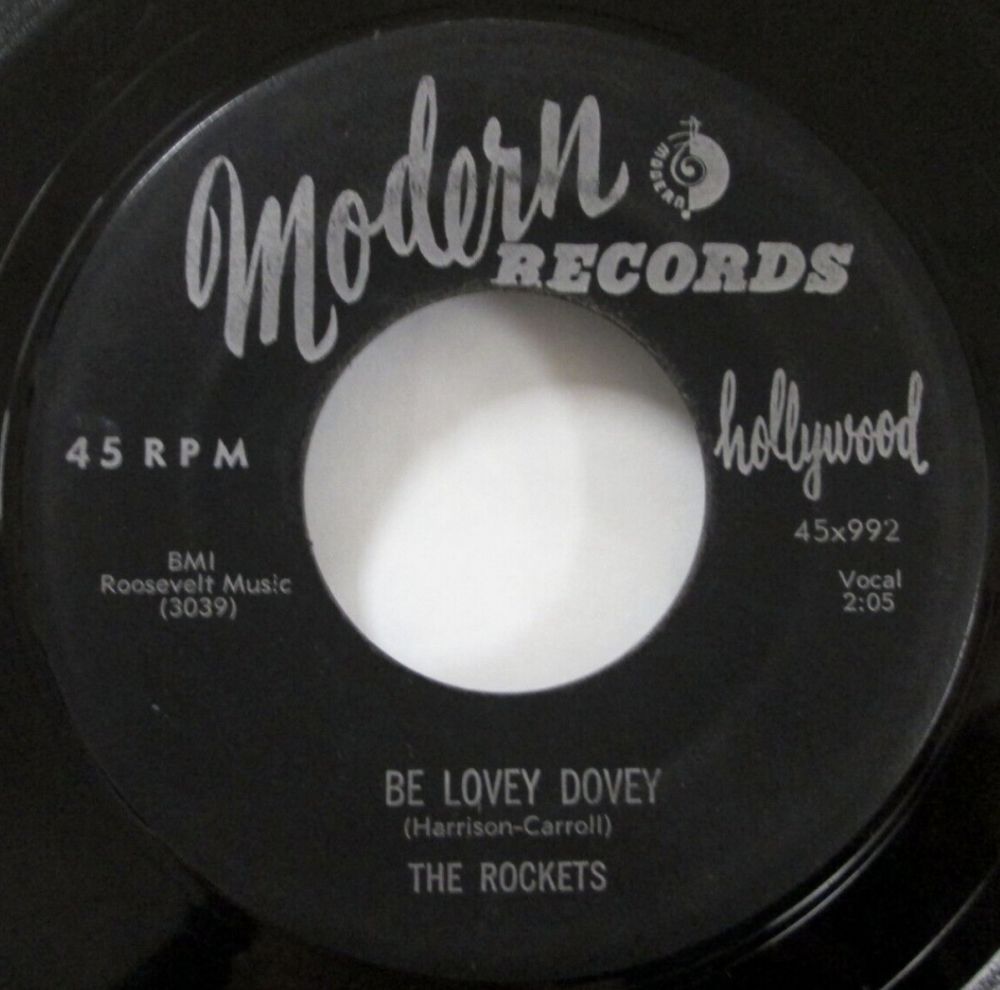 Modern
MODERN
RECORDS
hollywood
45 RPM
45x992
BMI
Roosevelt Music
(3039)
Vocal
2:05
BE LOVEY DOVEY
(Harrison-Carroll)
THE ROCKETS